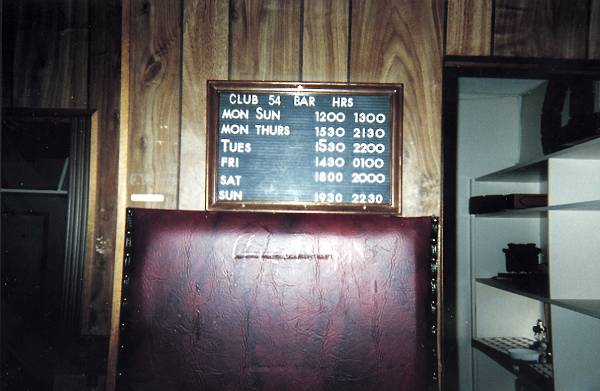 CLUB 54 BAR HRS
MON SUN 1200 1300
MON THURS 1530 2130
TUES 1530 2200
FRI 1430 0100
SAT 1800 2000
SUN 1930 2230